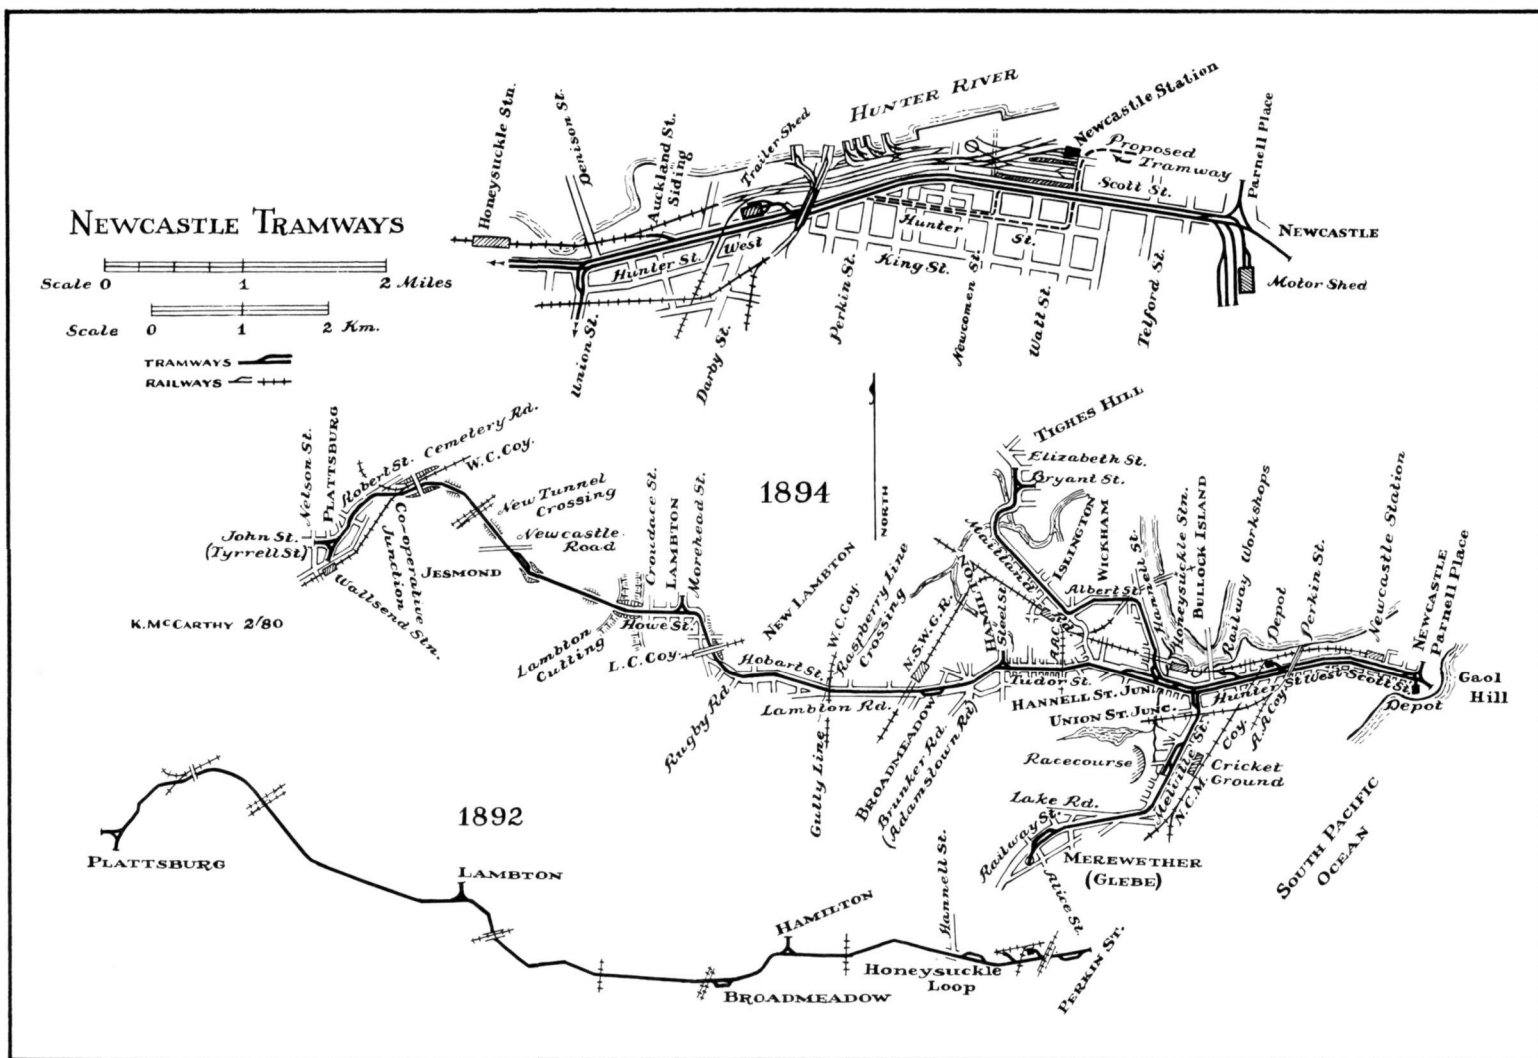 HUNTER RIVER
Newcastle Station
Honeysuckle Stn.
Denison St.
Auckland St.
Siding
Trailer Shed
Proposed
Tramway
Parnell Place
Scott St.
NEWCASTLE TRAMWAYS
Scale 0 1 2 Miles
Scale 0 1 2 Km.
TRAMWAYS
RAILWAYS
Hunter St.
West
Hunter
St.
King St.
NEWCASTLE
Motor Shed
Union St.
Darby St.
Perkin St.
Newcomen St.
Watt St.
Telford St.
1894
NORTH
Nelson St.
PLATTSBURG
Robert St.
Cemetery Rd.
W.C. Coy.
John St.
(Tyrrell St)
Wallsend Stn.
Co-operative
Junction
New Tunnel
Crossing
Newcastle
Road
JESMOND
Croudace St.
LAMBTON
Morehead St.
Lambton
Cutting
Howe St.
L.C. Coy.
Rugby Rd.
Hobart St.
NEW LAMBTON
W.C. Coy.
Raspberry Line
Crossing
Lambton Rd.
Gully Line
N.S.W.G.R.
BROADMEADOW
Brunker Rd.
(Adamstown Rd)
HAMILTON
Steel St.
Tudor St.
TIGHES HILL
Elizabeth St.
Bryant St.
Maitland Rd.
ISLINGTON
WICKHAM
Albert St.
Hannell St.
Honeysuckle Stn.
BULLOCK ISLAND
Railway Workshops
Depot
Perkin St.
Newcastle Station
NEWCASTLE
Parnell Place
Gaol
Hill
HANNELL ST. JUN.
UNION ST. JUNC.
Hunter St West
Scott St.
Depot
A.A Coy.
Racecourse
Cricket
Ground
Melville St.
N.C.M. Coy.
Lake Rd.
Railway St.
MEREWETHER
(GLEBE)
Alice St.
SOUTH PACIFIC
OCEAN
K. MCCARTHY 2/80
1892
PLATTSBURG
LAMBTON
BROADMEADOW
HAMILTON
Hannell St.
Honeysuckle
Loop
PERKIN ST.